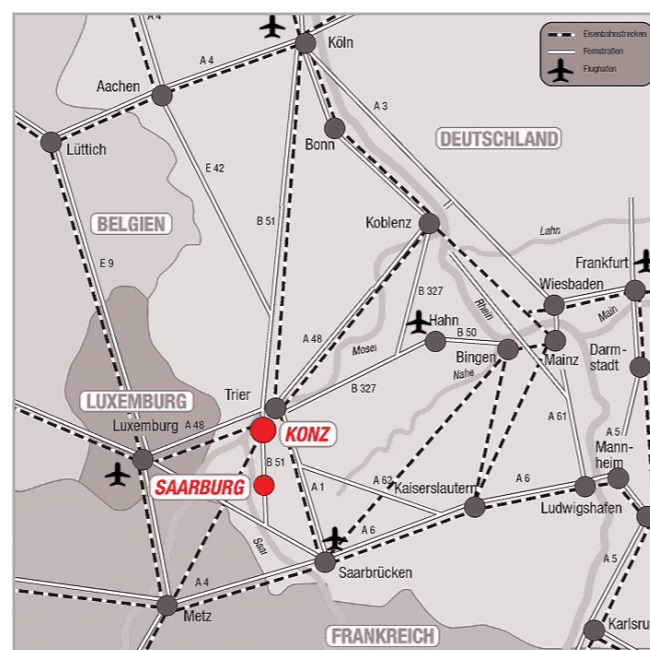 A 4
Köln
Eisenbahnstrecken
Fernstraßen
Flughafen
A 4
Aachen
A 3
DEUTSCHLAND
Bonn
Lüttich
E 42
BELGIEN
B 51
Koblenz
Lahn
E 9
Frankfurt
Wiesbaden
B 327
Rhein
Main
Hahn
B 50
A 48
Mosel
Bingen
Mainz
Darm-
stadt
Nahe
B 327
LUXEMBURG
Trier
Luxemburg
A 48
KONZ
A 61
A 5
Mann-
heim
B 51
SAARBURG
A 1
A 62
Kaiserslautern
A 6
Ludwigshafen
A 6
Saar
A 5
Saarbrücken
A 4
Metz
Karlsru
FRANKREICH